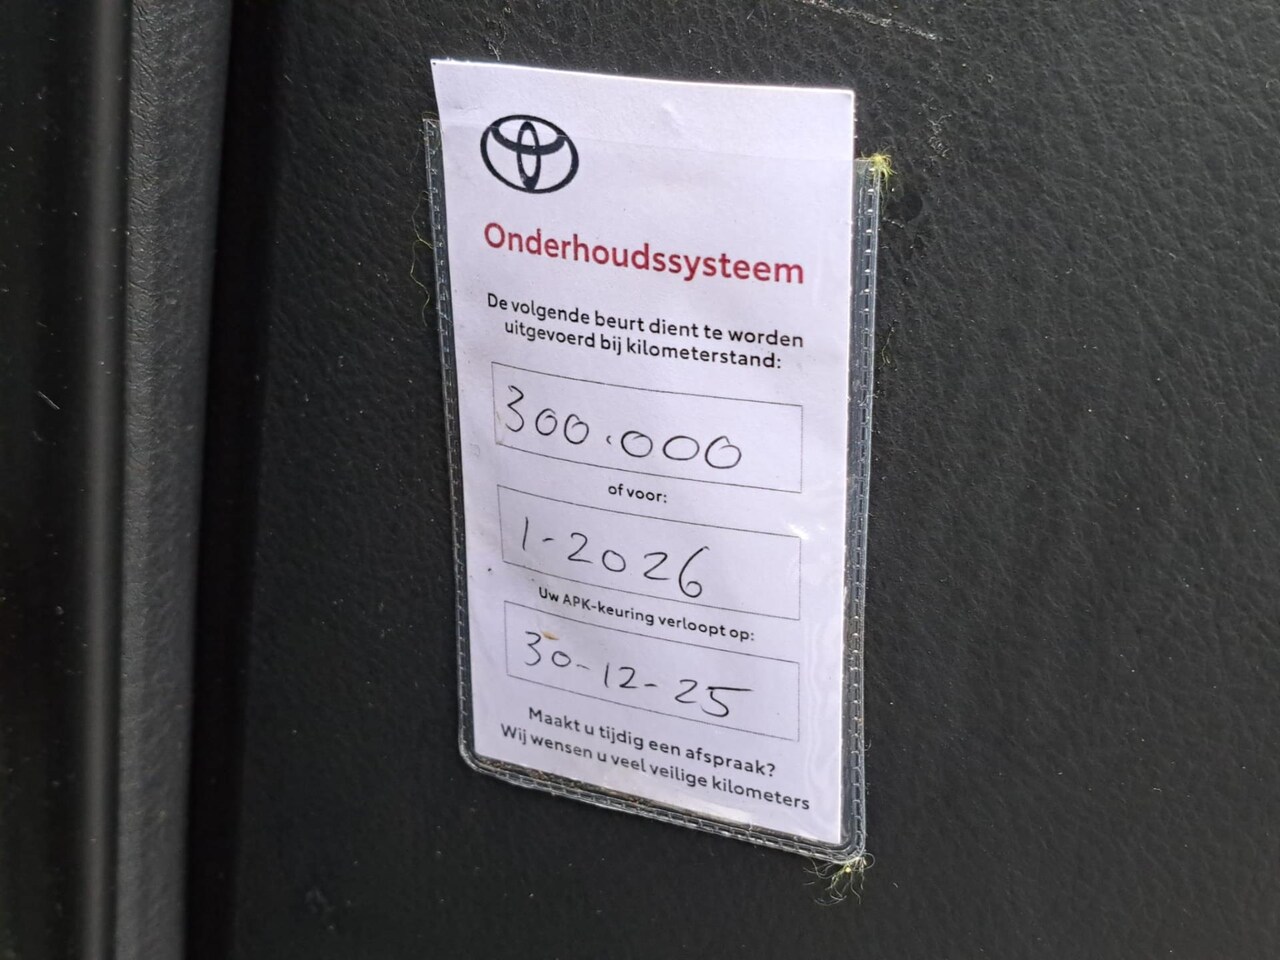 Onderhoudssysteem
De volgende beurt dient te worden
uitgevoerd bij kilometerstand:
300.000
of voor:
1-2026
Uw APK-keuring verloopt op:
30-12-25
Maakt u tijdig een afspraak?
Wij wensen u veel veilige kilometers